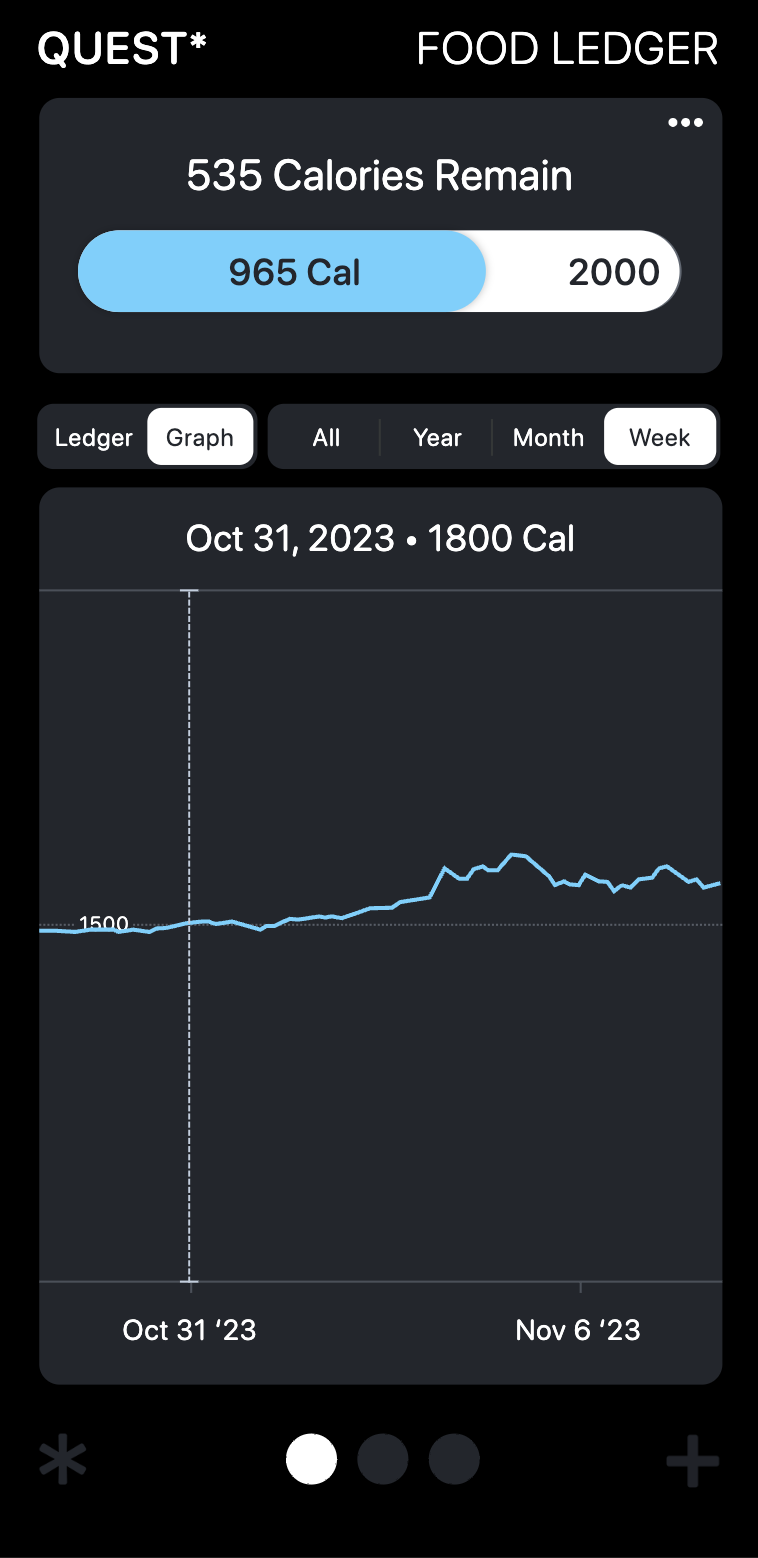 QUEST* FOOD LEDGER
535 Calories Remain
965 Cal 2000
Ledger Graph All Year Month Week
Oct 31, 2023 • 1800 Cal
1500
Oct 31 ‘23 Nov 6 ‘23